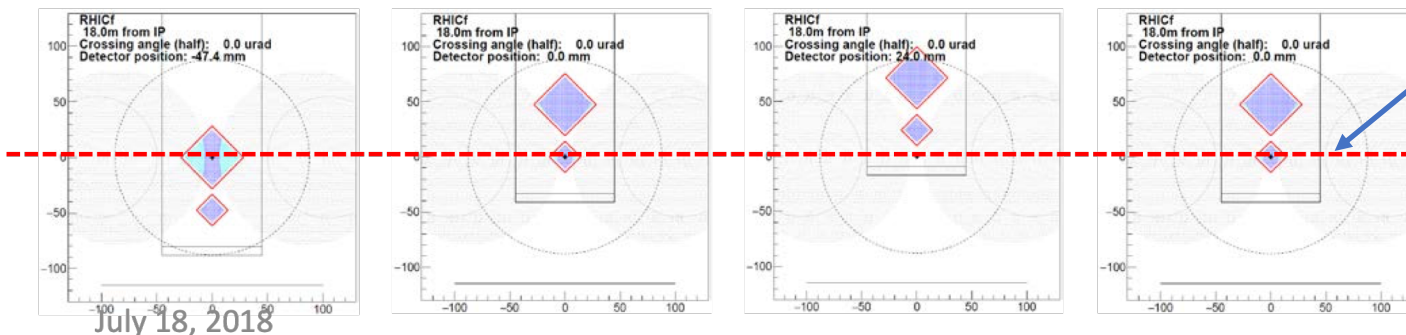 RHICf
18.0m from IP
Crossing angle (half): 0.0 urad
Detector position: -47.4 mm
100
50
0
-50
-100
-100 -50 0 50 100
RHICf
18.0m from IP
Crossing angle (half): 0.0 urad
Detector position: 0.0 mm
100
50
0
-50
-100
-100 -50 0 50 100
RHICf
18.0m from IP
Crossing angle (half): 0.0 urad
Detector position: 24.0 mm
100
50
0
-50
-100
-100 -50 0 50 100
RHICf
18.0m from IP
Crossing angle (half): 0.0 urad
Detector position: 0.0 mm
100
50
0
-50
-100
-100 -50 0 50 100
July 18, 2018